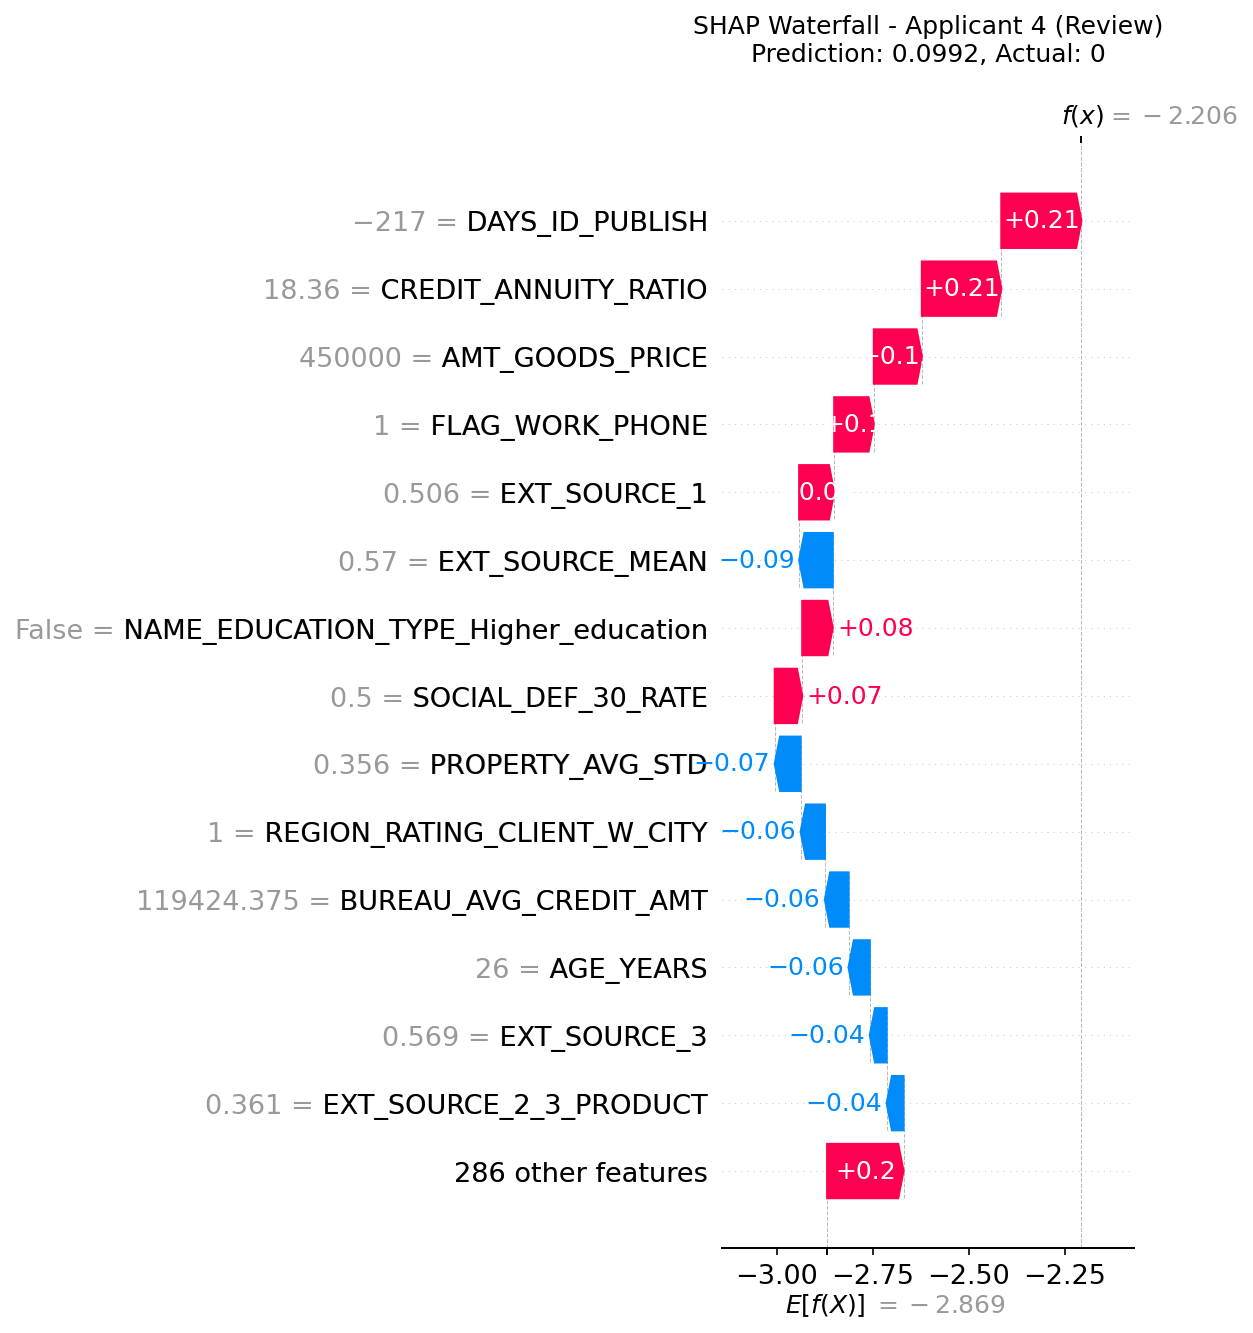 SHAP Waterfall - Applicant 4 (Review)
Prediction: 0.0992, Actual: 0
f(x) = −2.206
−217 = DAYS_ID_PUBLISH +0.21
18.36 = CREDIT_ANNUITY_RATIO +0.21
450000 = AMT_GOODS_PRICE
1 = FLAG_WORK_PHONE
0.506 = EXT_SOURCE_1
0.57 = EXT_SOURCE_MEAN −0.09
False = NAME_EDUCATION_TYPE_Higher_education +0.08
0.5 = SOCIAL_DEF_30_RATE +0.07
0.356 = PROPERTY_AVG_STD −0.07
1 = REGION_RATING_CLIENT_W_CITY −0.06
119424.375 = BUREAU_AVG_CREDIT_AMT −0.06
26 = AGE_YEARS −0.06
0.569 = EXT_SOURCE_3 −0.04
0.361 = EXT_SOURCE_2_3_PRODUCT −0.04
286 other features +0.2
−3.00 −2.75 −2.50 −2.25
E[f(X)] = −2.869